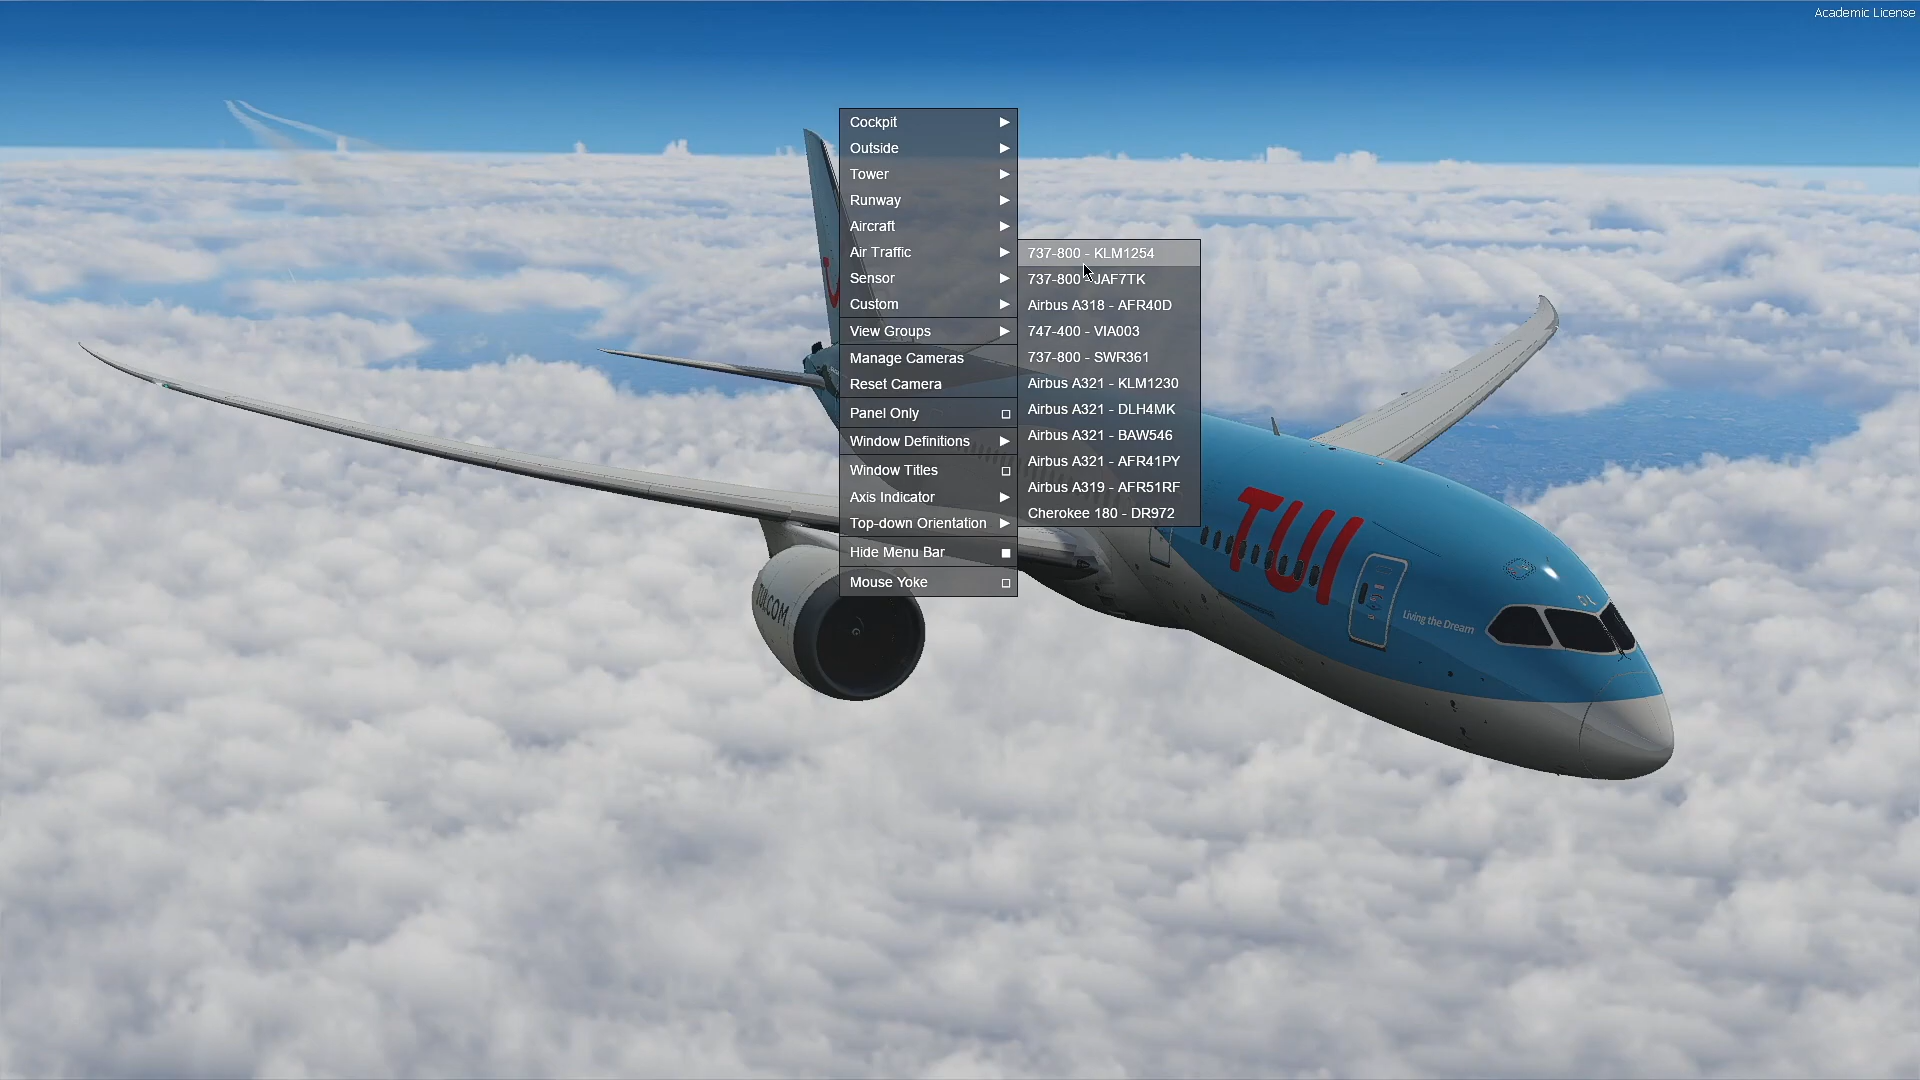 Academic License
Cockpit
Outside
Tower
Runway
Aircraft
Air Traffic
Sensor
Custom
View Groups
Manage Cameras
Reset Camera
Panel Only
Window Definitions
Window Titles
Axis Indicator
Top-down Orientation
Hide Menu Bar
Mouse Yoke
737-800 - KLM1254
737-800 - JAF7TK
Airbus A318 - AFR40D
747-400 - VIA003
737-800 - SWR361
Airbus A321 - KLM1230
Airbus A321 - DLH4MK
Airbus A321 - BAW546
Airbus A321 - AFR41PY
Airbus A319 - AFR51RF
Cherokee 180 - DR972
TUI
Living the Dream
TUI.COM